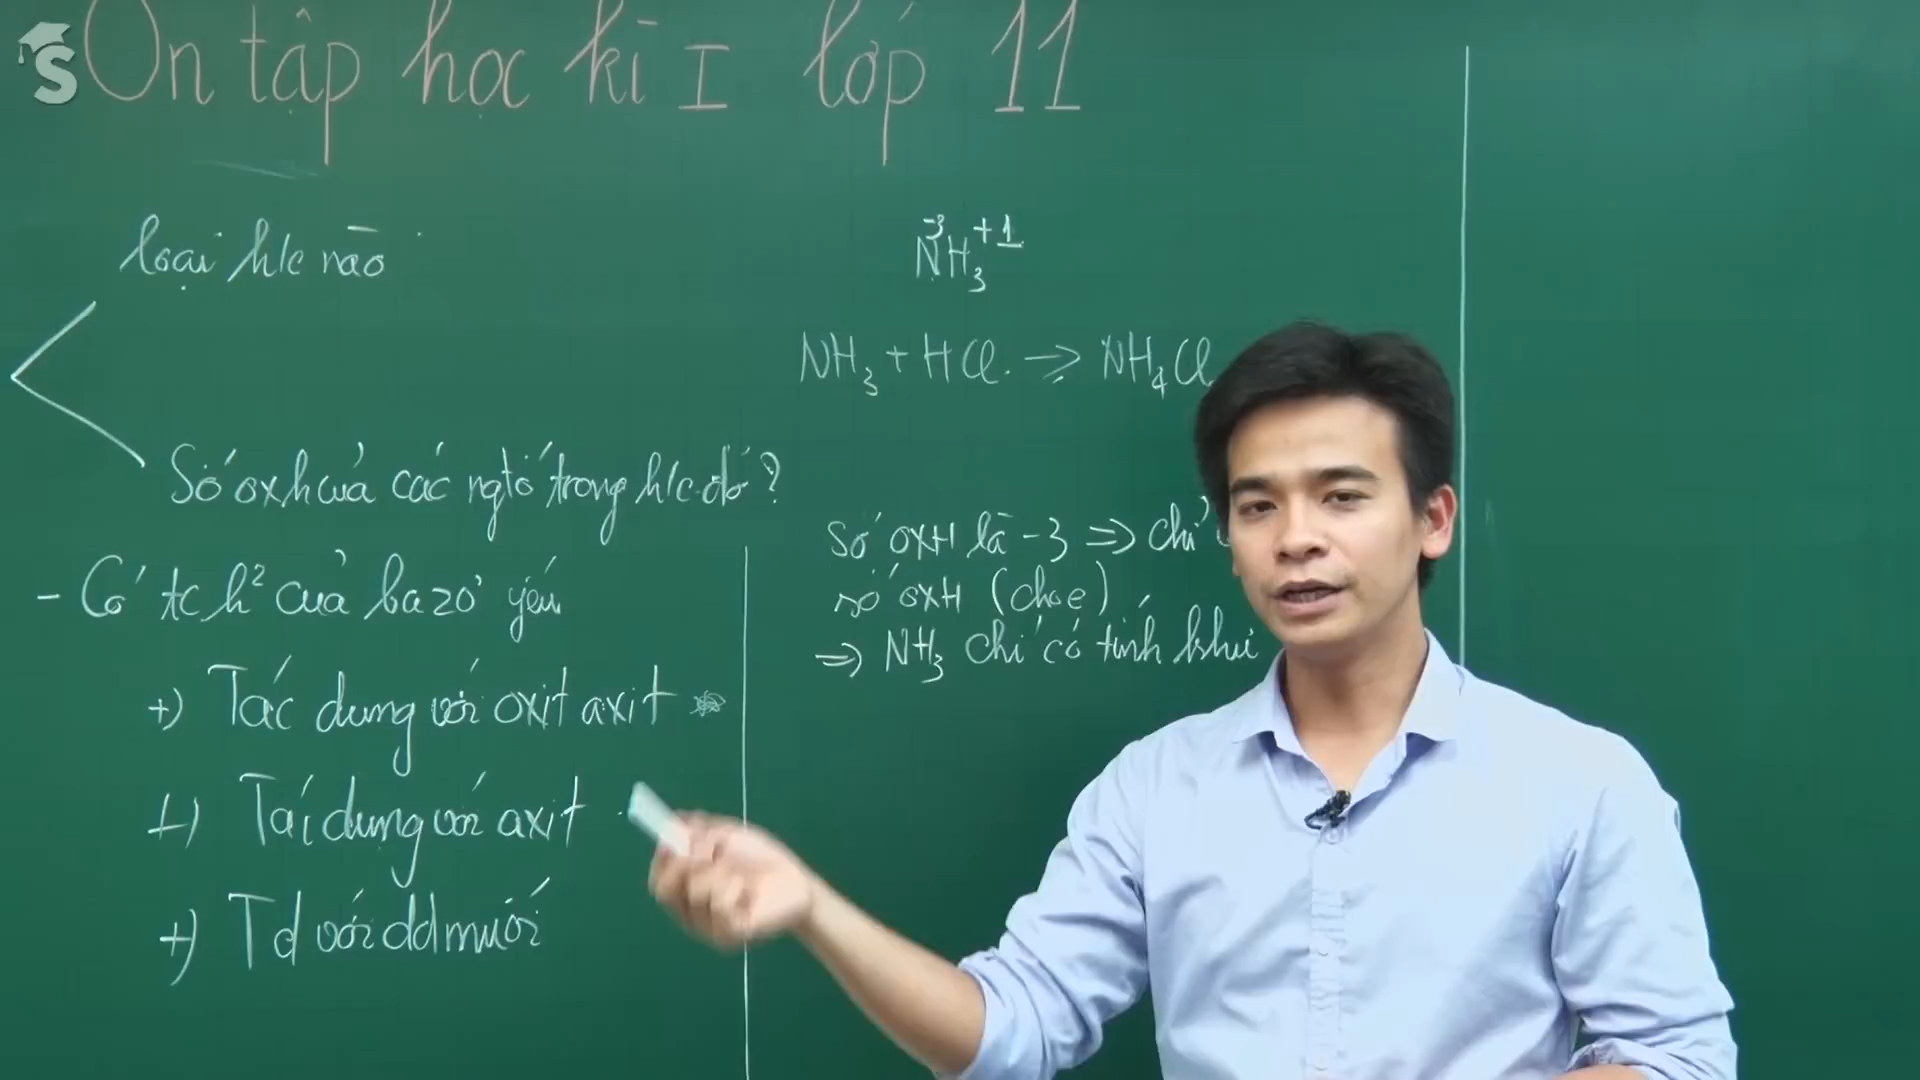 Ôn tập học kì I lớp 11
loại h/c nào
Số oxh của các ngtố trong h/c đó?
- Có tc h² của bazơ yếu
+) Tác dụng với oxit axit
+) Tác dụng với axit
+) Td với dd muối
-3 +1
NH3
NH3 + HCl → NH4Cl
Số oxH là -3 => chỉ
số oxH (cho e)
=> NH3 chỉ có tính khử
S